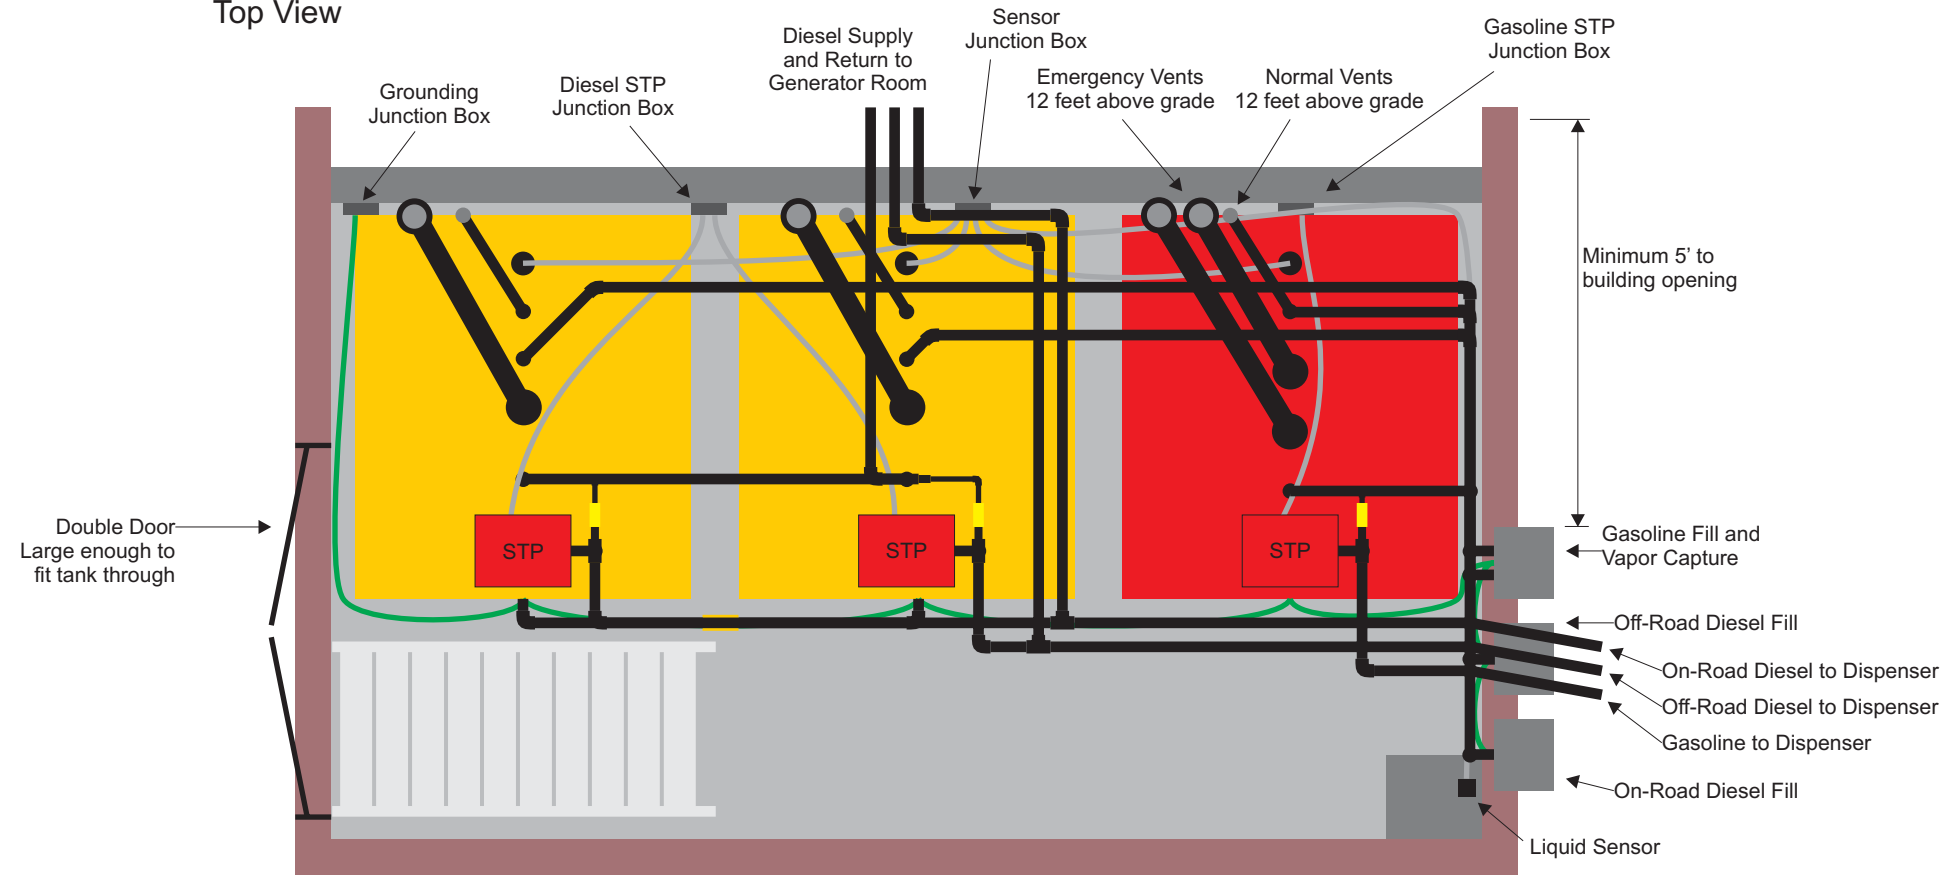 Top View
Grounding
Junction Box
Diesel STP
Junction Box
Diesel Supply
and Return to
Generator Room
Sensor
Junction Box
Emergency Vents
12 feet above grade
Normal Vents
12 feet above grade
Gasoline STP
Junction Box
Minimum 5’ to
building opening
Double Door
Large enough to
fit tank through
STP
STP
STP
Gasoline Fill and
Vapor Capture
Off-Road Diesel Fill
On-Road Diesel to Dispenser
Off-Road Diesel to Dispenser
Gasoline to Dispenser
On-Road Diesel Fill
Liquid Sensor